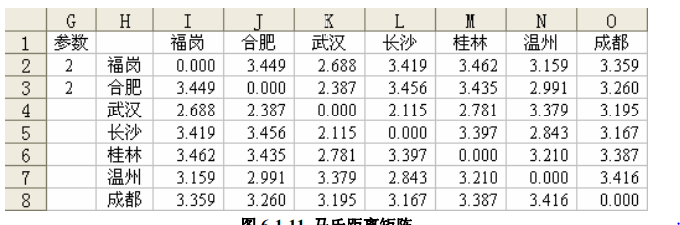 G H I J K L M N O
1 参数 福岗 合肥 武汉 长沙 桂林 温州 成都
2 2 福岗 0.000 3.449 2.688 3.419 3.462 3.159 3.359
3 2 合肥 3.449 0.000 2.387 3.456 3.435 2.991 3.260
4 武汉 2.688 2.387 0.000 2.115 2.781 3.379 3.195
5 长沙 3.419 3.456 2.115 0.000 3.397 2.843 3.167
6 桂林 3.462 3.435 2.781 3.397 0.000 3.210 3.387
7 温州 3.159 2.991 3.379 2.843 3.210 0.000 3.416
8 成都 3.359 3.260 3.195 3.167 3.387 3.416 0.000
图 6-1-11 马氏距离矩阵